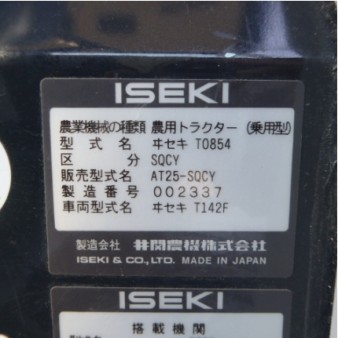 ISEKI
農業機械の種類 農用トラクター (乗用型)
型式名 ヰセキ T0854
区分 SQCY
販売型式名 AT25-SQCY
製造番号 002337
車両型式名 ヰセキ T142F
製造会社 井関農機株式会社
ISEKI & CO., LTD. MADE IN JAPAN
ISEKI
搭載機関